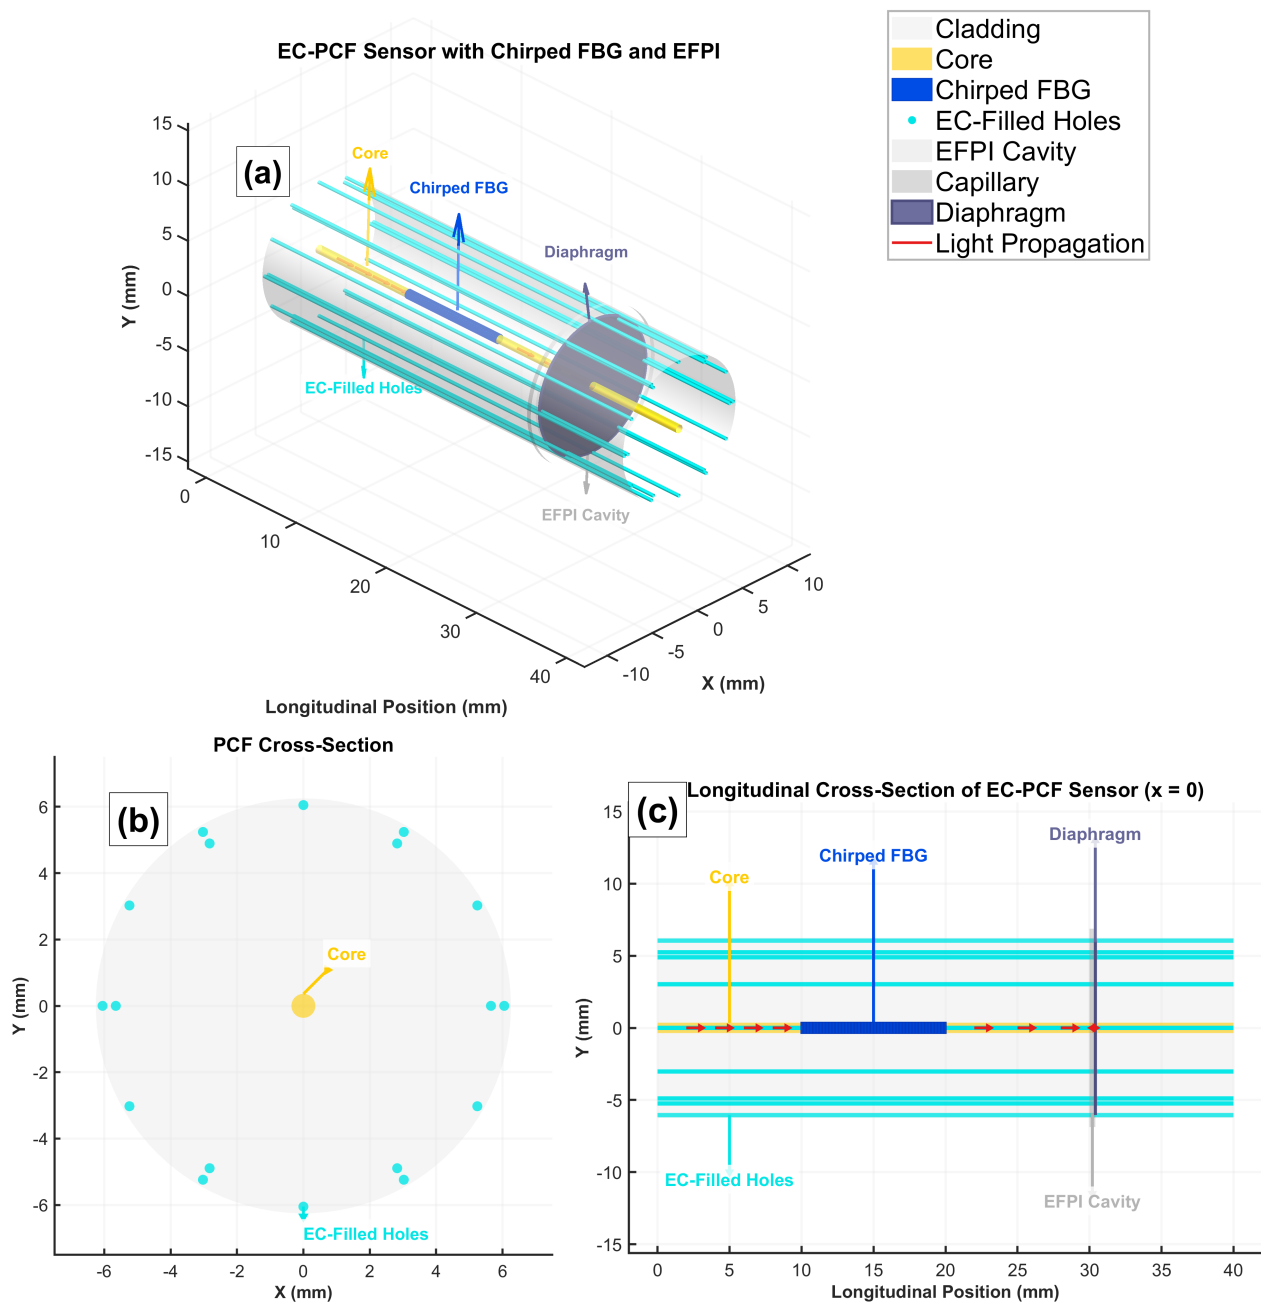 EC-PCF Sensor with Chirped FBG and EFPI
Cladding
Core
Chirped FBG
EC-Filled Holes
EFPI Cavity
Capillary
Diaphragm
Light Propagation
(a)
Core
Chirped FBG
Diaphragm
EC-Filled Holes
EFPI Cavity
15
10
5
0
-5
-10
-15
Y (mm)
0
10
20
30
40
Longitudinal Position (mm)
-10
-5
0
5
10
X (mm)
PCF Cross-Section
(b)
Core
EC-Filled Holes
6
4
2
0
-2
-4
-6
Y (mm)
-6
-4
-2
0
2
4
6
X (mm)
(c)
Longitudinal Cross-Section of EC-PCF Sensor (x = 0)
Diaphragm
Chirped FBG
Core
EC-Filled Holes
EFPI Cavity
15
10
5
0
-5
-10
-15
Y (mm)
0
5
10
15
20
25
30
35
40
Longitudinal Position (mm)